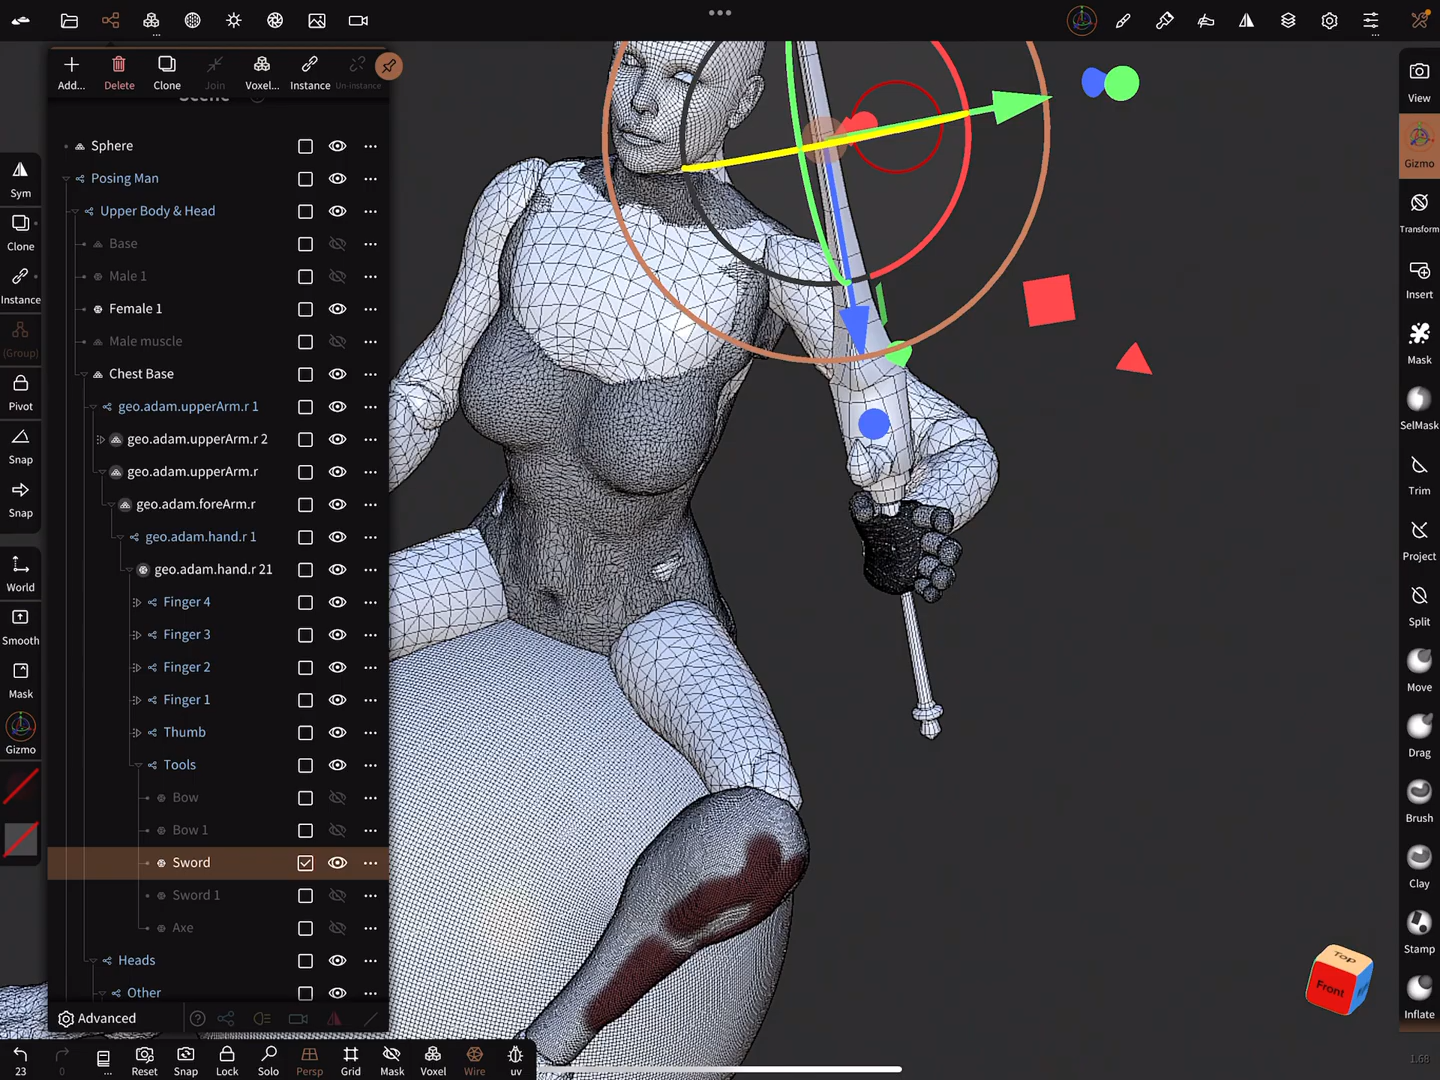 Add...
Delete
Clone
Join
Voxel...
Instance
Un-instance
Scene
Sphere
Posing Man
Upper Body & Head
Base
Male 1
Female 1
Male muscle
Chest Base
geo.adam.upperArm.r 1
geo.adam.upperArm.r 2
geo.adam.upperArm.r
geo.adam.foreArm.r
geo.adam.hand.r 1
geo.adam.hand.r 21
Finger 4
Finger 3
Finger 2
Finger 1
Thumb
Tools
Bow
Bow 1
Sword
Sword 1
Axe
Heads
Other
Advanced
Sym
Clone
Instance
(Group)
Pivot
Snap
Snap
World
Smooth
Mask
Gizmo
View
Gizmo
Transform
Insert
Mask
SelMask
Trim
Project
Split
Move
Drag
Brush
Clay
Stamp
Inflate
1.68
Top
Front
23
0
...
Reset
Snap
Lock
Solo
Persp
Grid
Mask
Voxel
Wire
uv